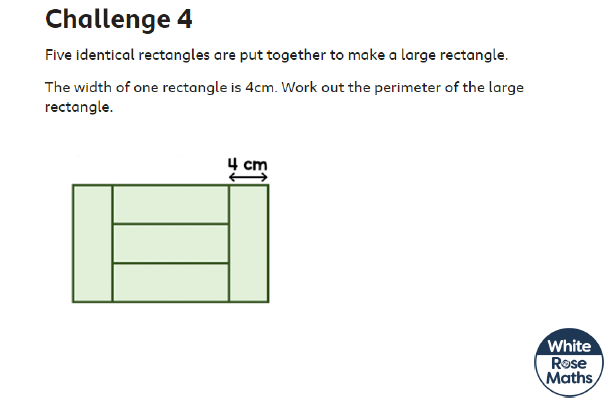 Challenge 4
Five identical rectangles are put together to make a large rectangle.
The width of one rectangle is 4cm. Work out the perimeter of the large
rectangle.
4 cm
White
Rose
Maths